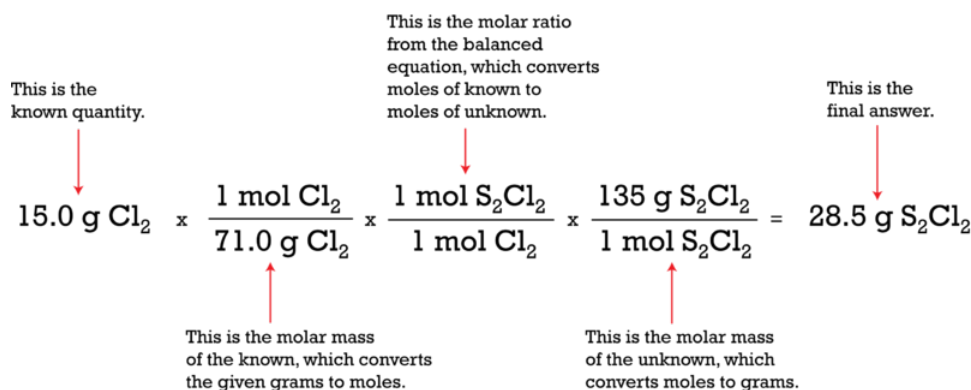 This is the molar ratio
from the balanced
equation, which converts
moles of known to
moles of unknown.
This is the
known quantity.
This is the
final answer.
15.0 g Cl₂ x 1 mol Cl₂ / 71.0 g Cl₂ x 1 mol S₂Cl₂ / 1 mol Cl₂ x 135 g S₂Cl₂ / 1 mol S₂Cl₂ = 28.5 g S₂Cl₂
This is the molar mass
of the known, which converts
the given grams to moles.
This is the molar mass
of the unknown, which
converts moles to grams.